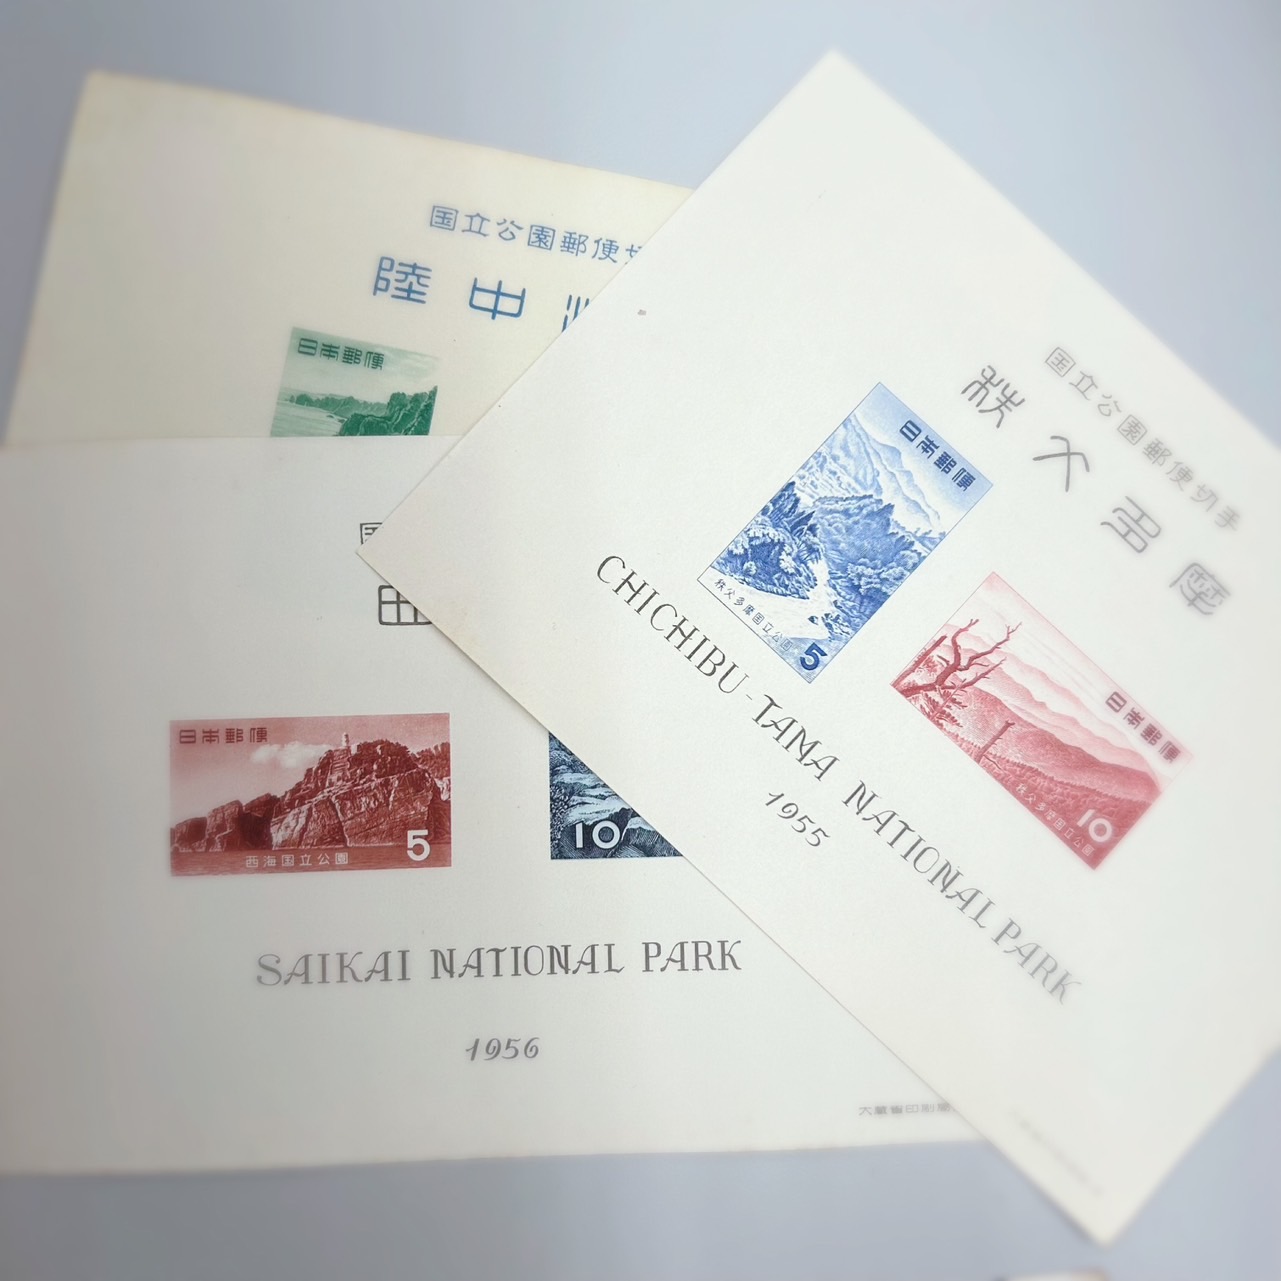 国立公園郵便切
陸中
日本郵便
国立公園郵便切手
秩父多摩
日本郵便
秩父多摩国立公園
5
日本郵便
秩父多摩国立公園
10
CHICHIBU-TAMA NATIONAL PARK
1955
国
西
日本郵便
西海国立公園
5
10
SAIKAI NATIONAL PARK
1956
大蔵省印刷